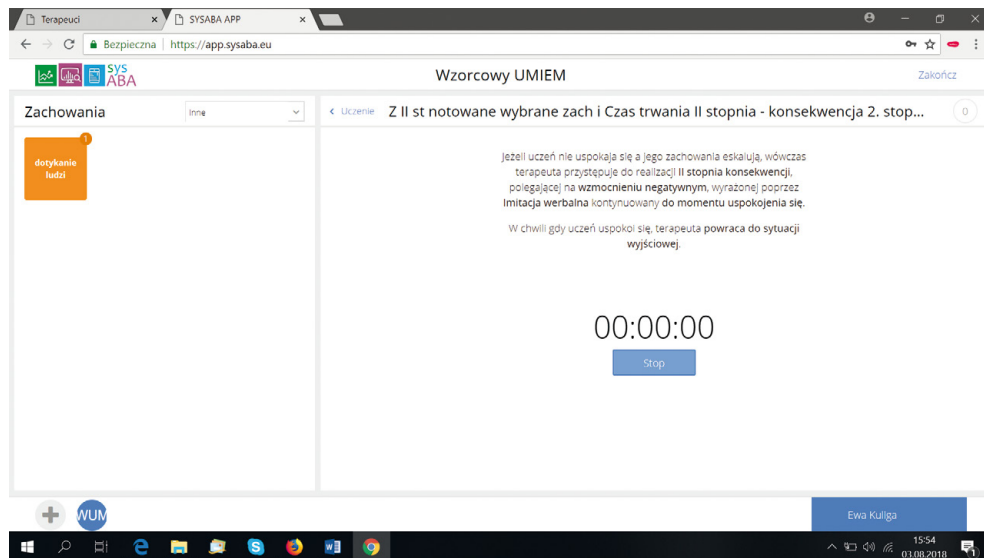 Terapeuci
SYSABA APP
Bezpieczna | https://app.sysaba.eu
sys
ABA
Wzorcowy UMIEM
Zakończ
Zachowania
Inne
Uczenie
Z II st notowane wybrane zach i Czas trwania II stopnia - konsekwencja 2. stop...
0
1
dotykanie
ludzi
Jeżeli uczeń nie uspokaja się a jego zachowania eskalują, wówczas
terapeuta przystępuje do realizacji II stopnia konsekwencji,
polegającej na wzmocnieniu negatywnym, wyrażonej poprzez
Imitacja werbalna kontynuowany do momentu uspokojenia się.
W chwili gdy uczeń uspokoi się, terapeuta powraca do sytuacji
wyjściowej.
00:00:00
Stop
WUM
Ewa Kuliga
15:54
03.08.2018